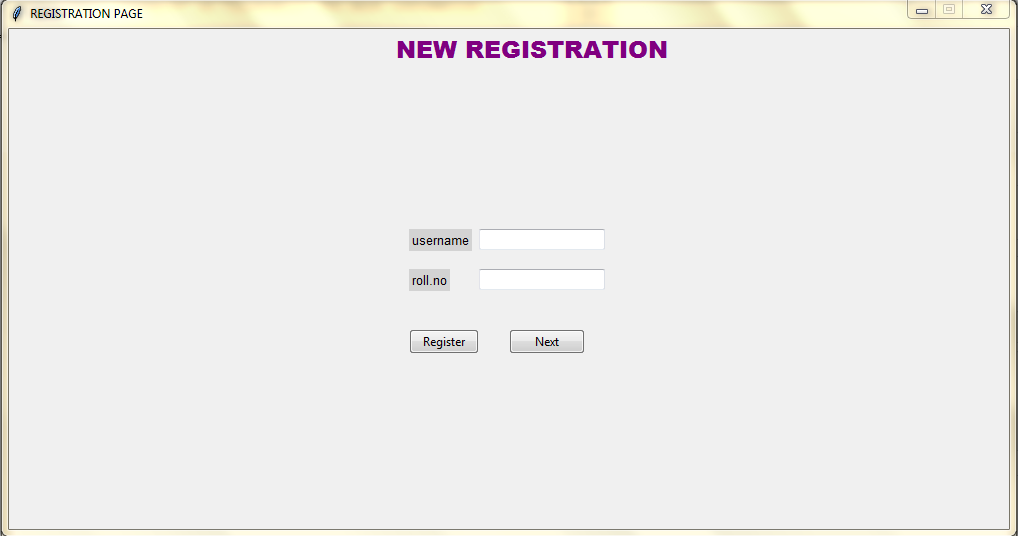 REGISTRATION PAGE
NEW REGISTRATION
username
roll.no
Register Next